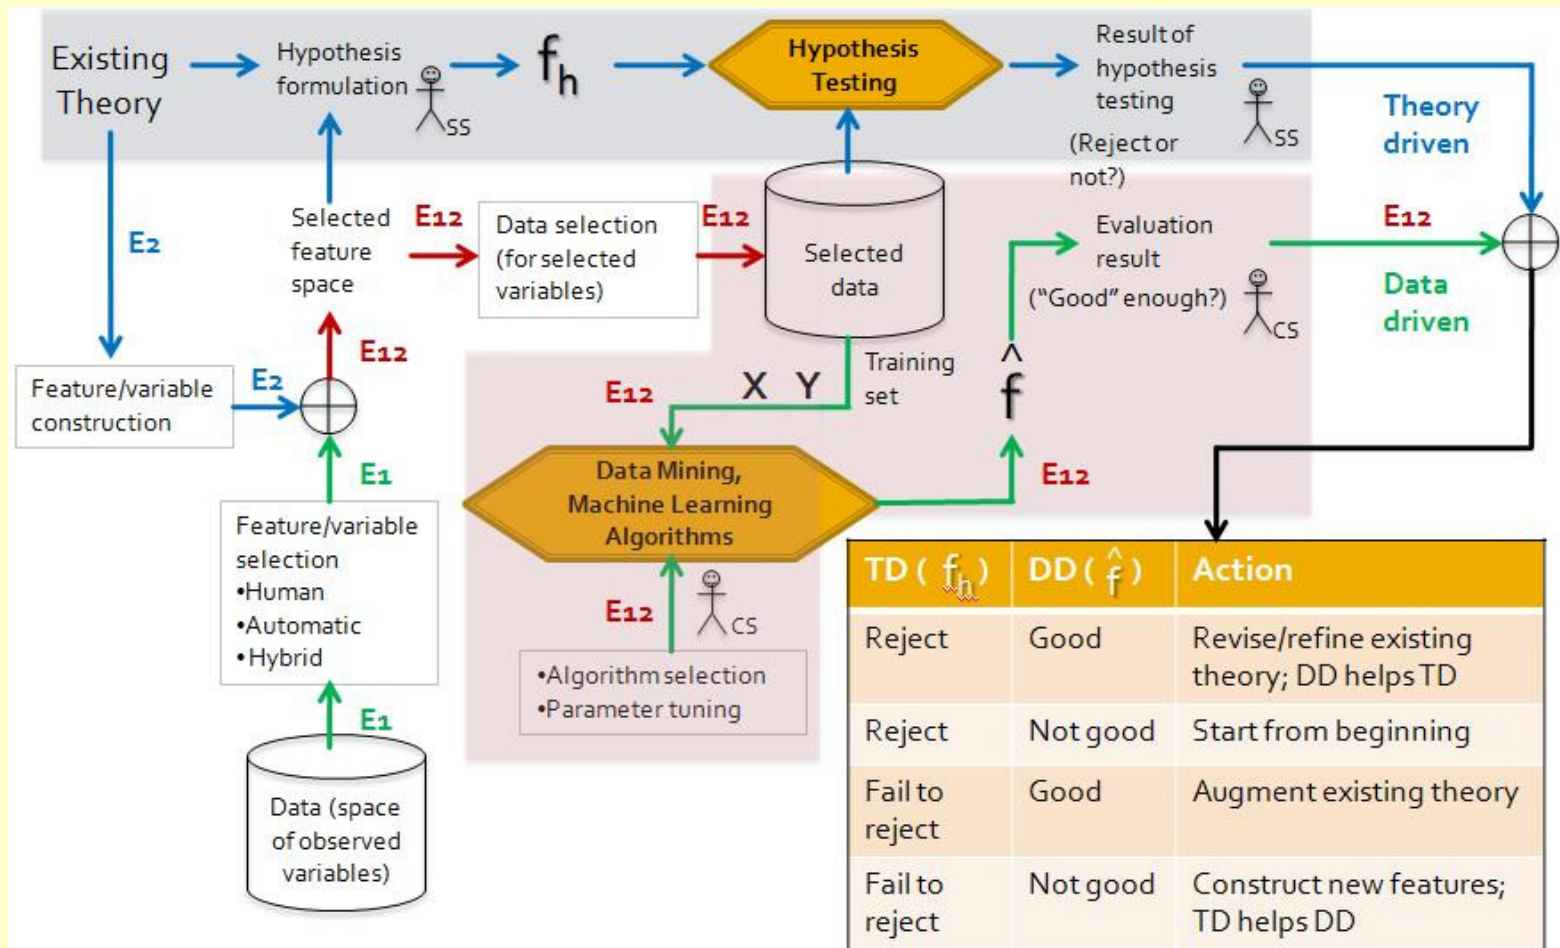 Existing
Theory
Hypothesis
formulation
SS
fh
Hypothesis
Testing
Result of
hypothesis
testing
(Reject or
not?)
SS
Theory
driven
E2
Selected
feature
space
E12
Data selection
(for selected
variables)
E12
Selected
data
Evaluation
result
("Good" enough?)
CS
E12
Data
driven
Feature/variable
construction
E2
E12
E1
E12
X Y
Training
set
^
f
E12
Data Mining,
Machine Learning
Algorithms
Feature/variable
selection
•Human
•Automatic
•Hybrid
E12
CS
•Algorithm selection
•Parameter tuning
E1
Data (space
of observed
variables)
TD ( fh ) DD ( f̂ ) Action
Reject Good Revise/refine existing
theory; DD helps TD
Reject Not good Start from beginning
Fail to Good Augment existing theory
reject
Fail to Not good Construct new features;
reject TD helps DD